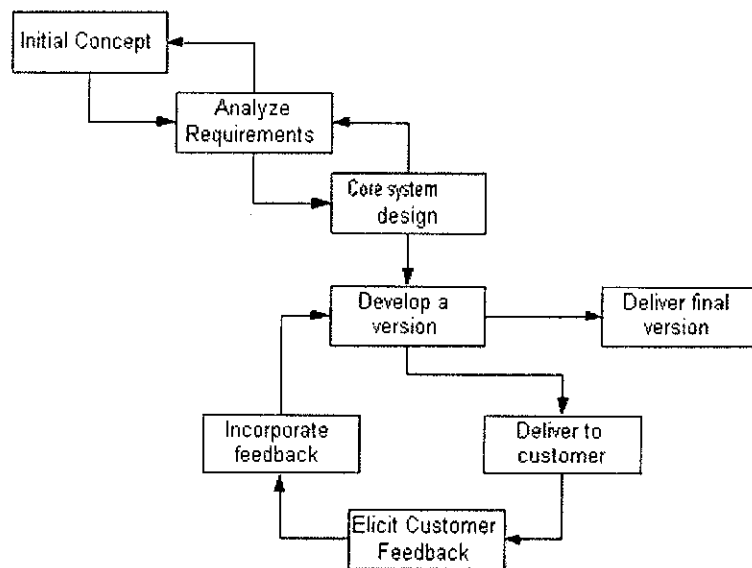 Initial Concept
Analyze
Requirements
Core system
design
Develop a
version
Deliver final
version
Incorporate
feedback
Deliver to
customer
Elicit Customer
Feedback